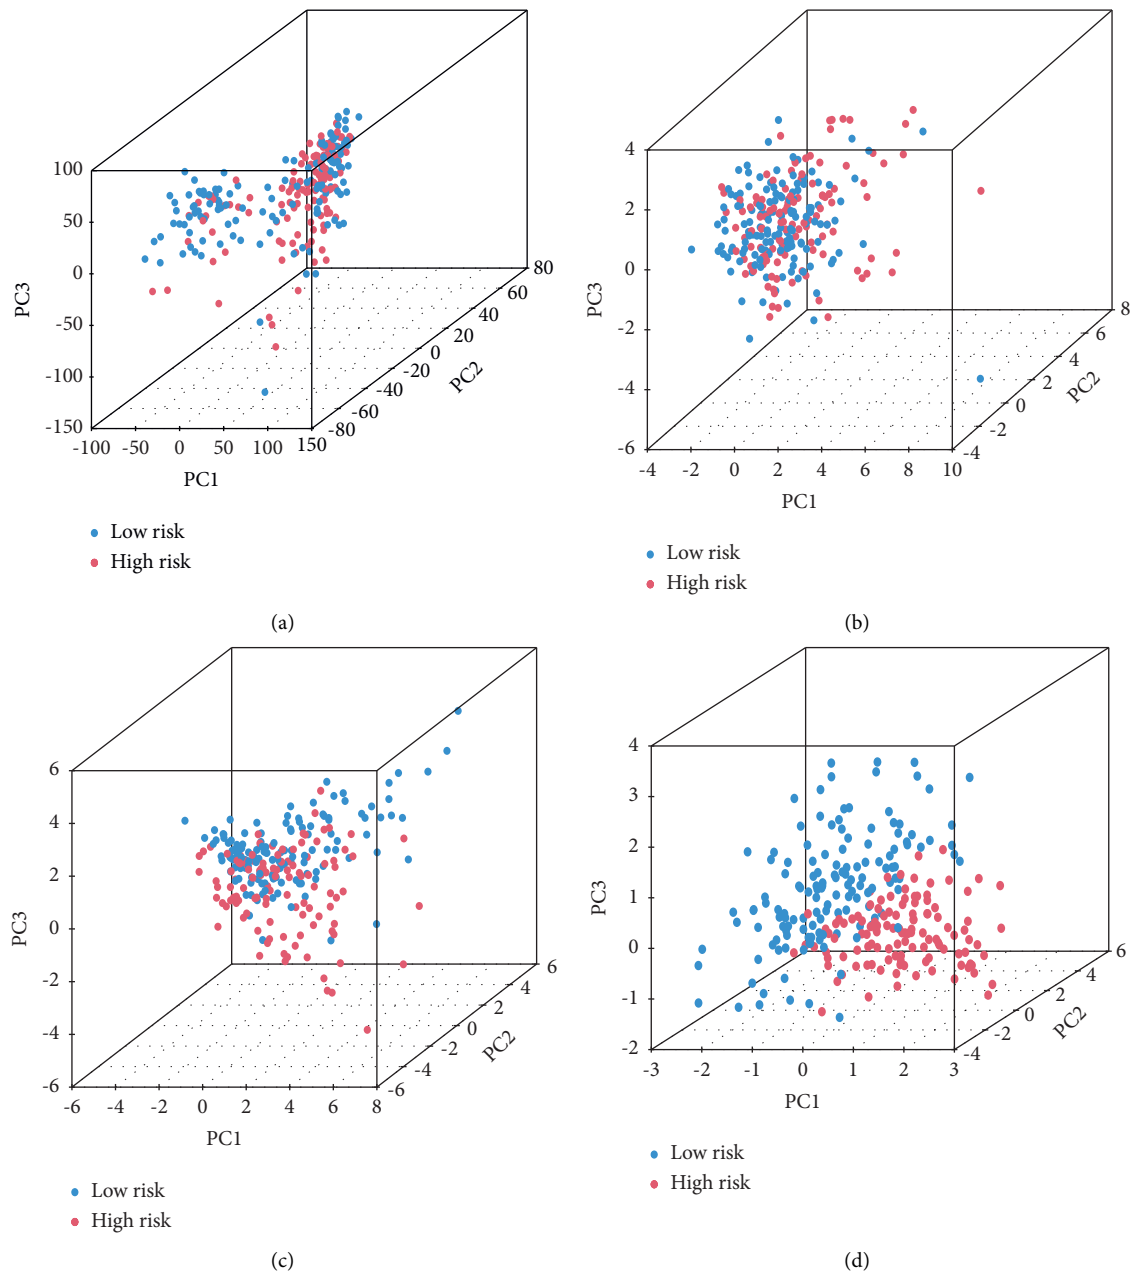 100
50
0
-50
-100
-150
PC3
-100 -50 0 50 100 150
PC1
-80
-60
-40
-20
0
20
40
60
80
PC2
Low risk
High risk
(a)
4
2
0
-2
-4
-6
PC3
-4 -2 0 2 4 6 8 10
PC1
-4
-2
0
2
4
6
8
PC2
Low risk
High risk
(b)
6
4
2
0
-2
-4
-6
PC3
-6 -4 -2 0 2 4 6 8
PC1
-6
-4
-2
0
2
4
6
PC2
Low risk
High risk
(c)
4
3
2
1
0
-1
-2
PC3
-3 -2 -1 0 1 2 3
PC1
-4
-2
0
2
4
6
PC2
Low risk
High risk
(d)